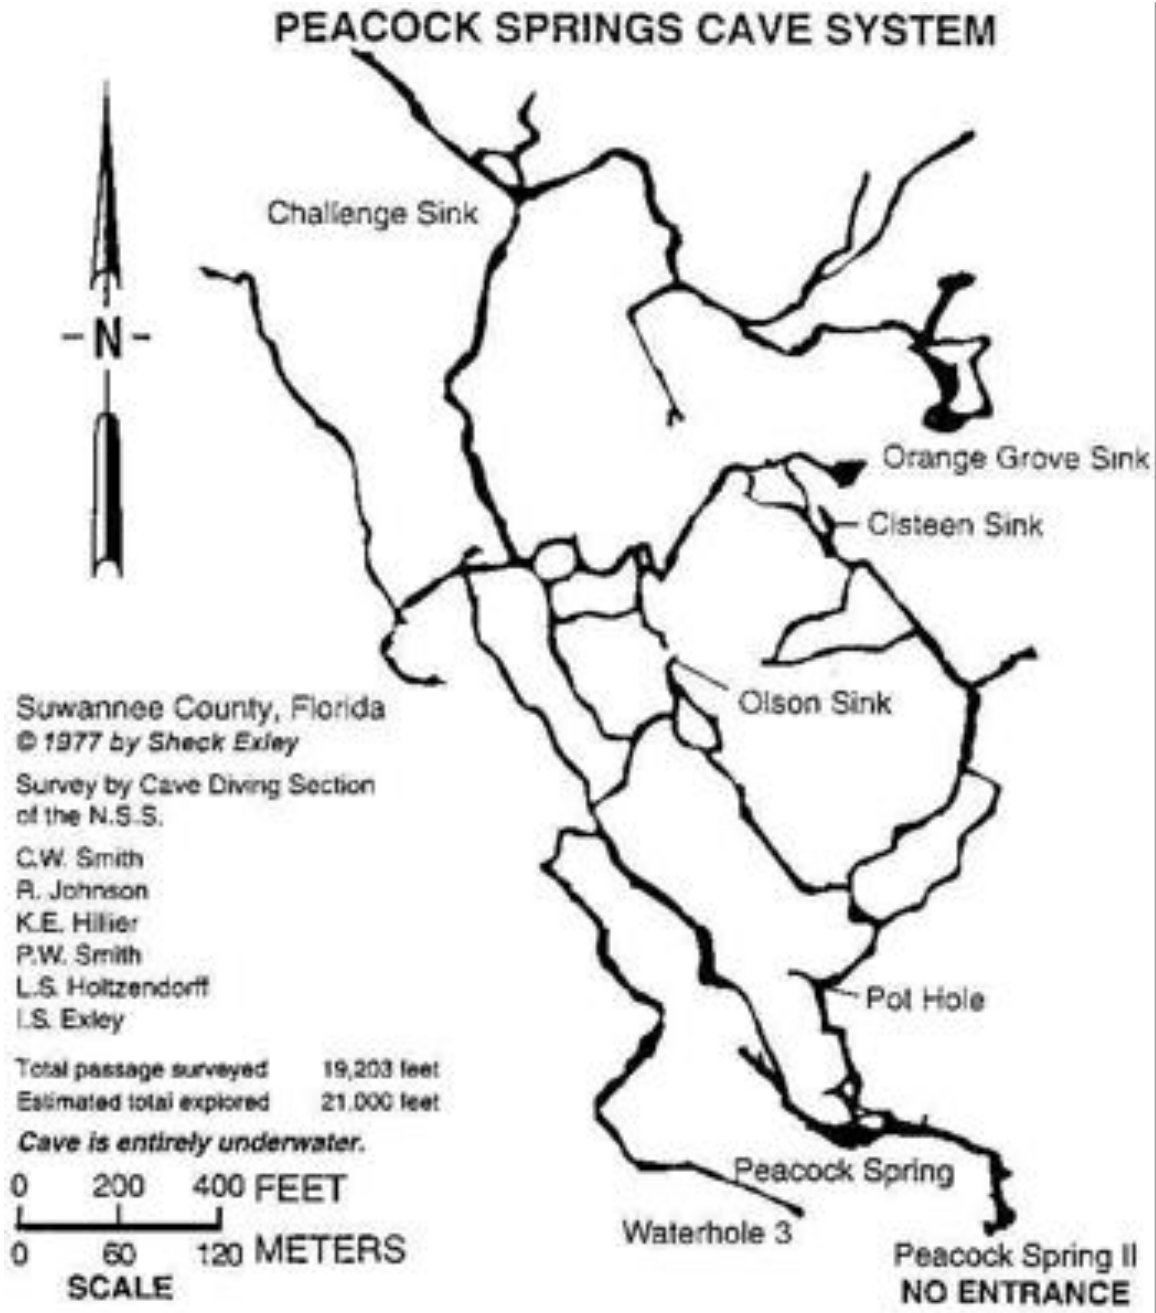 PEACOCK SPRINGS CAVE SYSTEM
Challenge Sink
- N -
Orange Grove Sink
Cisteen Sink
Olson Sink
Suwannee County, Florida
© 1977 by Sheck Exley
Survey by Cave Diving Section
of the N.S.S.
C.W. Smith
R. Johnson
K.E. Hillier
P.W. Smith
L.S. Holtzendorff
I.S. Exley
Pot Hole
Total passage surveyed 19,203 feet
Estimated total explored 21,000 feet
Cave is entirely underwater.
0 200 400 FEET
0 60 120 METERS
SCALE
Peacock Spring
Waterhole 3
Peacock Spring II
NO ENTRANCE